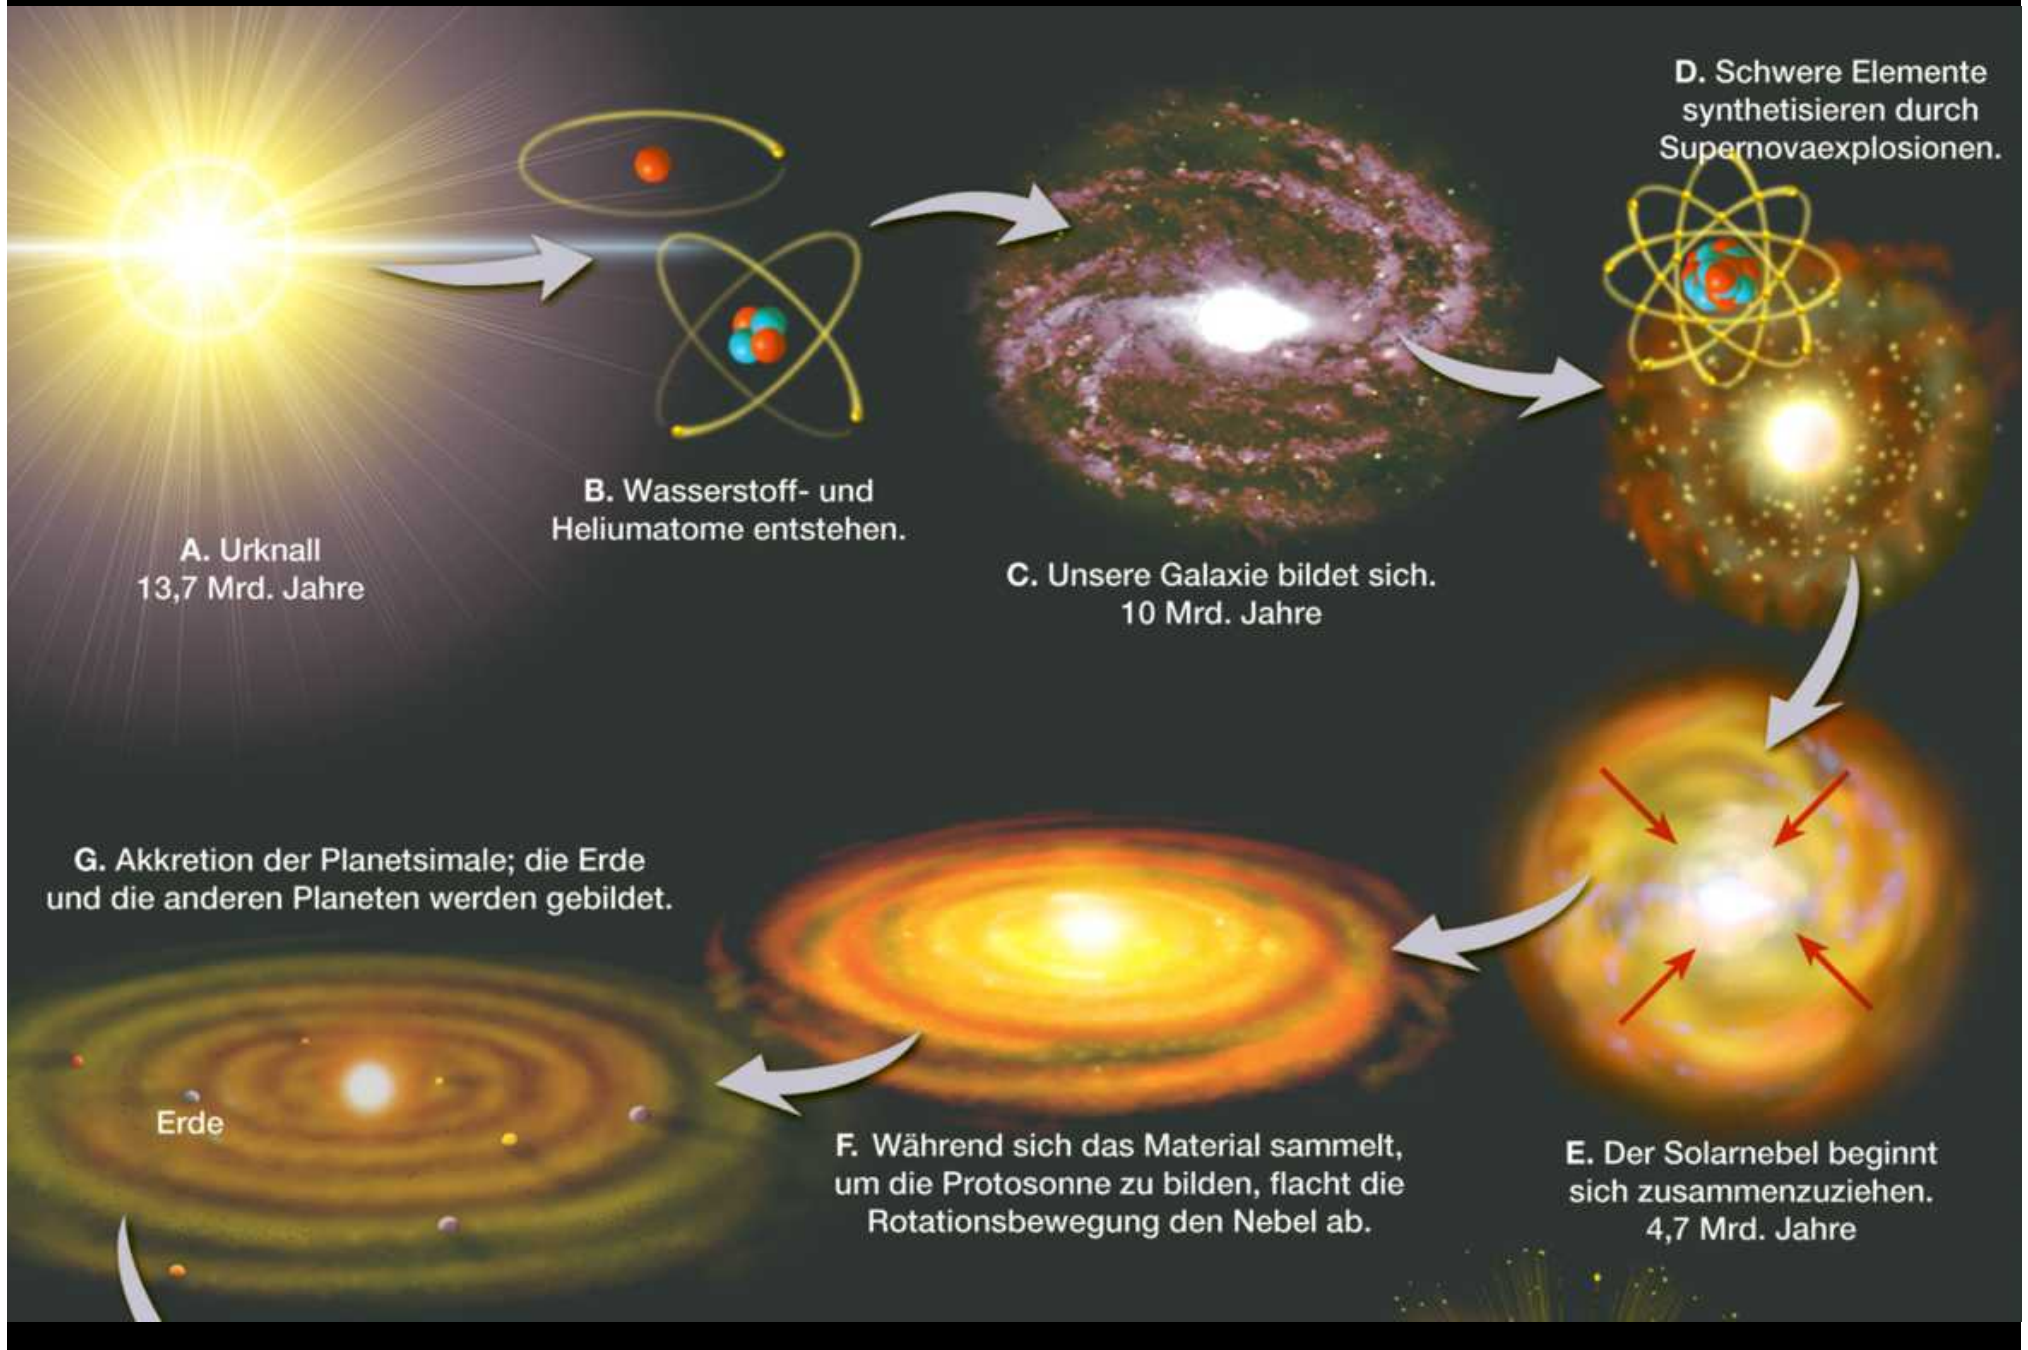 A. Urknall
13,7 Mrd. Jahre
B. Wasserstoff- und
Heliumatome entstehen.
C. Unsere Galaxie bildet sich.
10 Mrd. Jahre
D. Schwere Elemente
synthetisieren durch
Supernovaexplosionen.
E. Der Solarnebel beginnt
sich zusammenzuziehen.
4,7 Mrd. Jahre
F. Während sich das Material sammelt,
um die Protosonne zu bilden, flacht die
Rotationsbewegung den Nebel ab.
G. Akkretion der Planetsimale; die Erde
und die anderen Planeten werden gebildet.
Erde